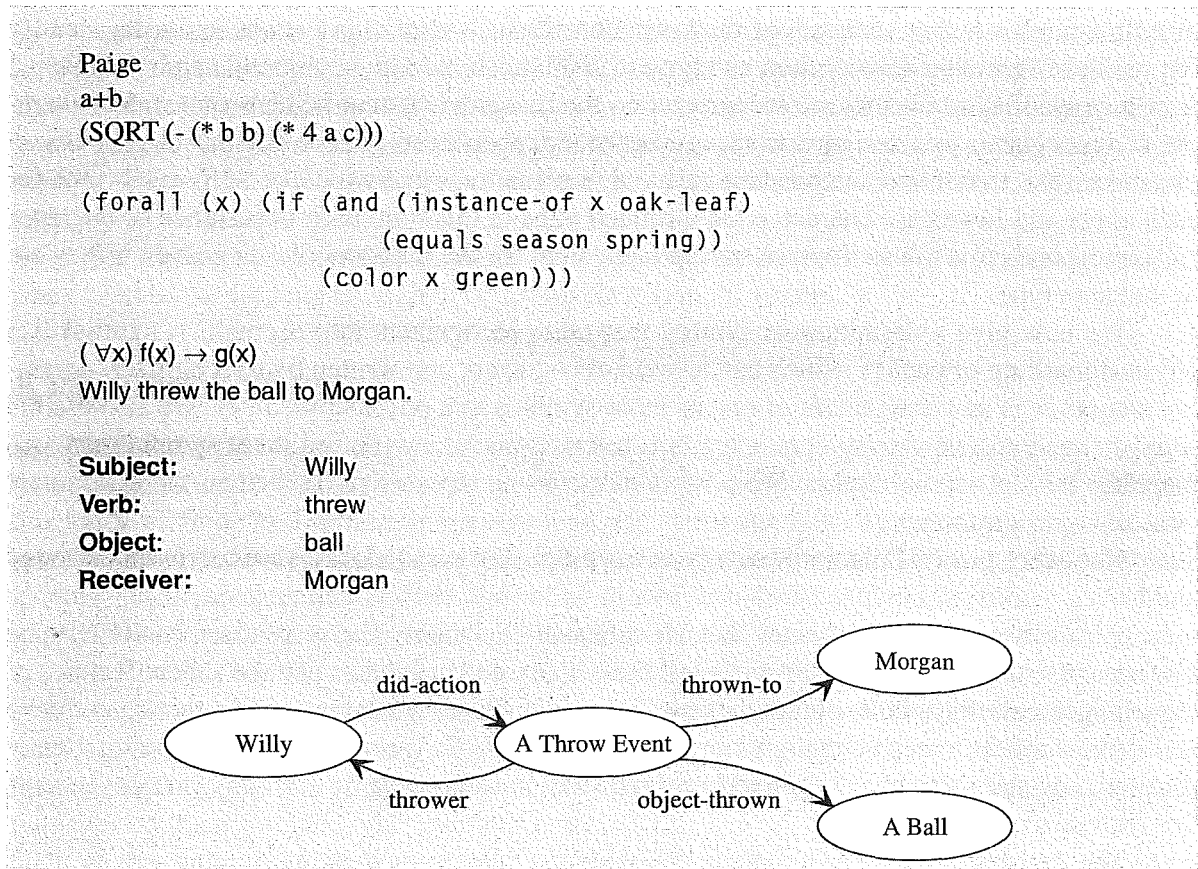 Paige
a+b
(SQRT (- (* b b) (* 4 a c)))
(forall (x) (if (and (instance-of x oak-leaf)
(equals season spring))
(color x green)))
( ∀x) f(x) → g(x)
Willy threw the ball to Morgan.
Subject: Willy
Verb: threw
Object: ball
Receiver: Morgan
Morgan
did-action thrown-to
Willy A Throw Event
thrower object-thrown
A Ball